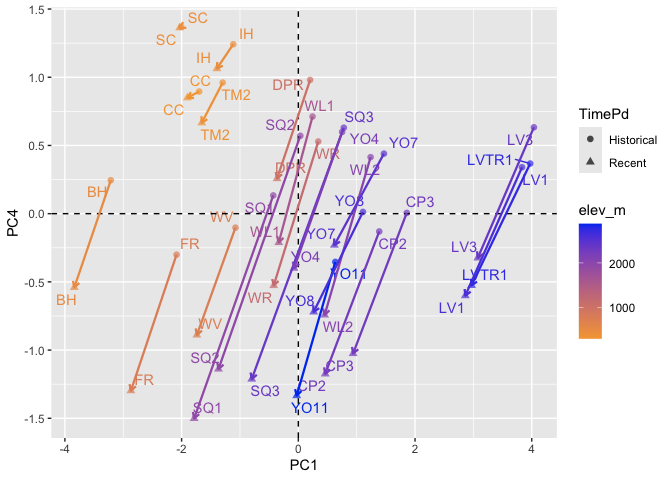 1.5
1.0
0.5
0.0
-0.5
-1.0
-1.5
PC4
-4
-2
0
2
4
PC1
SC
SC
IH
IH
CC
CC
TM2
TM2
DPR
WL1
SQ3
SQ2
YO4
YO7
WR
WL2
DPR
LV3
LVTR1
LV1
BH
SQ1
YO8
CP3
WV
WL1
YO7
CP2
FR
YO4
O11
LV3
LVTR1
BH
WR
YO8
LV1
WV
WL2
SQ2
CP3
FR
SQ3
CP2
SQ1
YO11
TimePd
Historical
Recent
elev_m
2000
1000